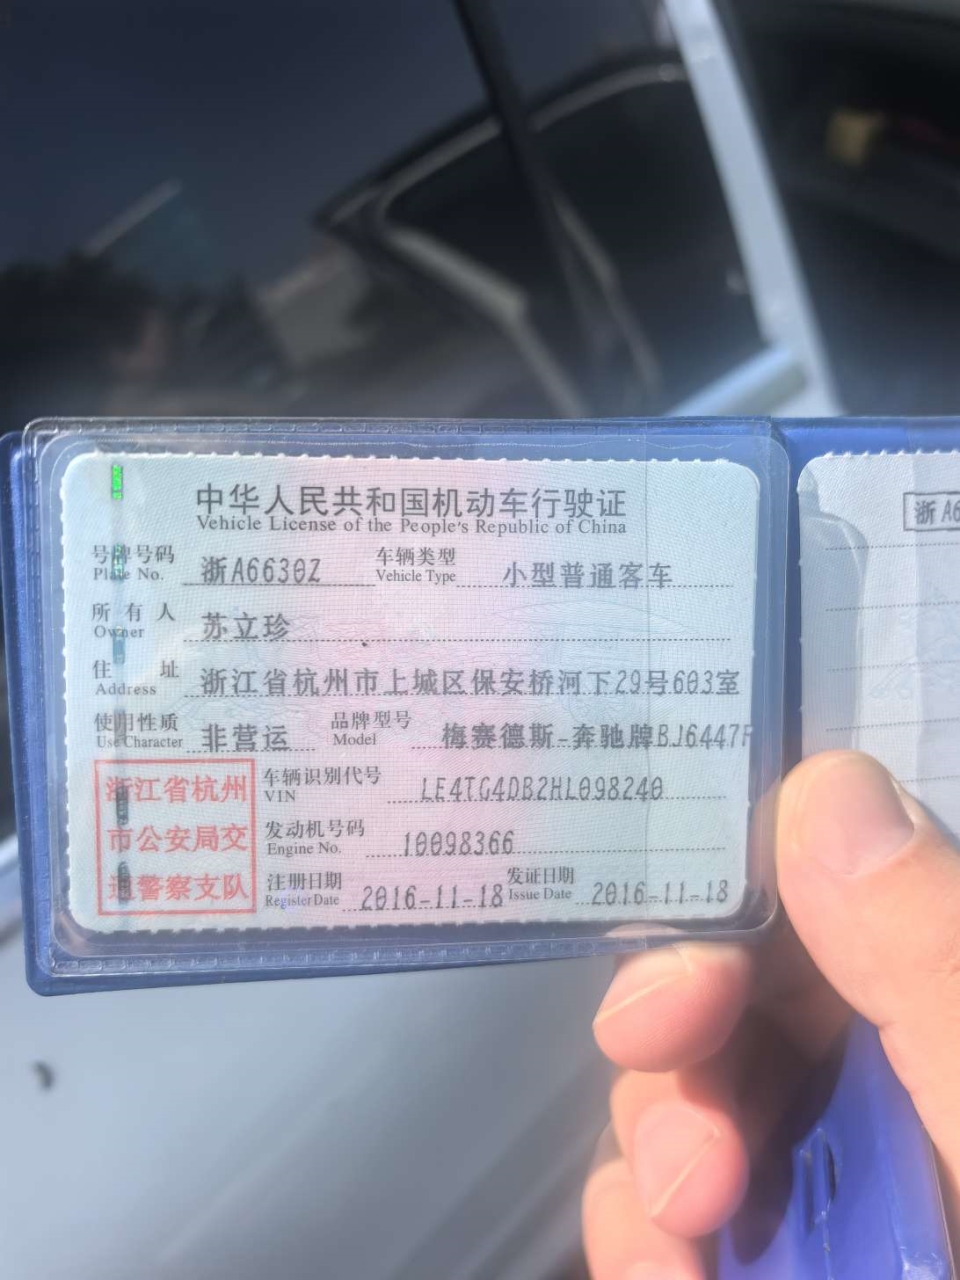 中华人民共和国机动车行驶证
Vehicle License of the People's Republic of China
号牌号码 浙A6630Z 车辆类型 小型普通客车
Plate No. Vehicle Type
所有人 苏立珍
Owner
住址 浙江省杭州市上城区保安桥河下29号603室
Address
使用性质 非营运 品牌型号 梅赛德斯-奔驰牌BJ6447F
Use Character Model
浙江省杭州
市公安局交
通警察支队
车辆识别代号 LE4TG4DB2HL098240
VIN
发动机号码 10098366
Engine No.
注册日期 2016-11-18 发证日期 2016-11-18
Register Date Issue Date
浙A6